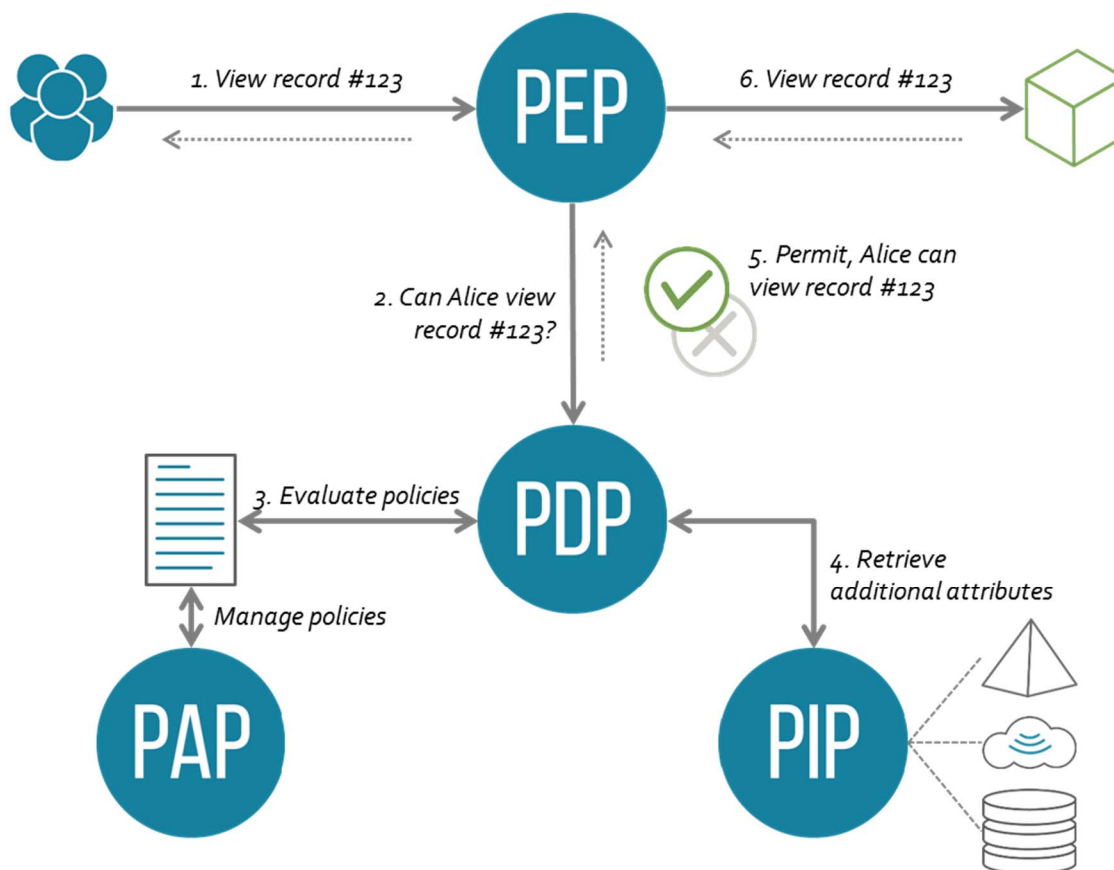 1. View record #123
PEP
6. View record #123
2. Can Alice view
record #123?
5. Permit, Alice can
view record #123
3. Evaluate policies
PDP
4. Retrieve
additional attributes
Manage policies
PAP
PIP